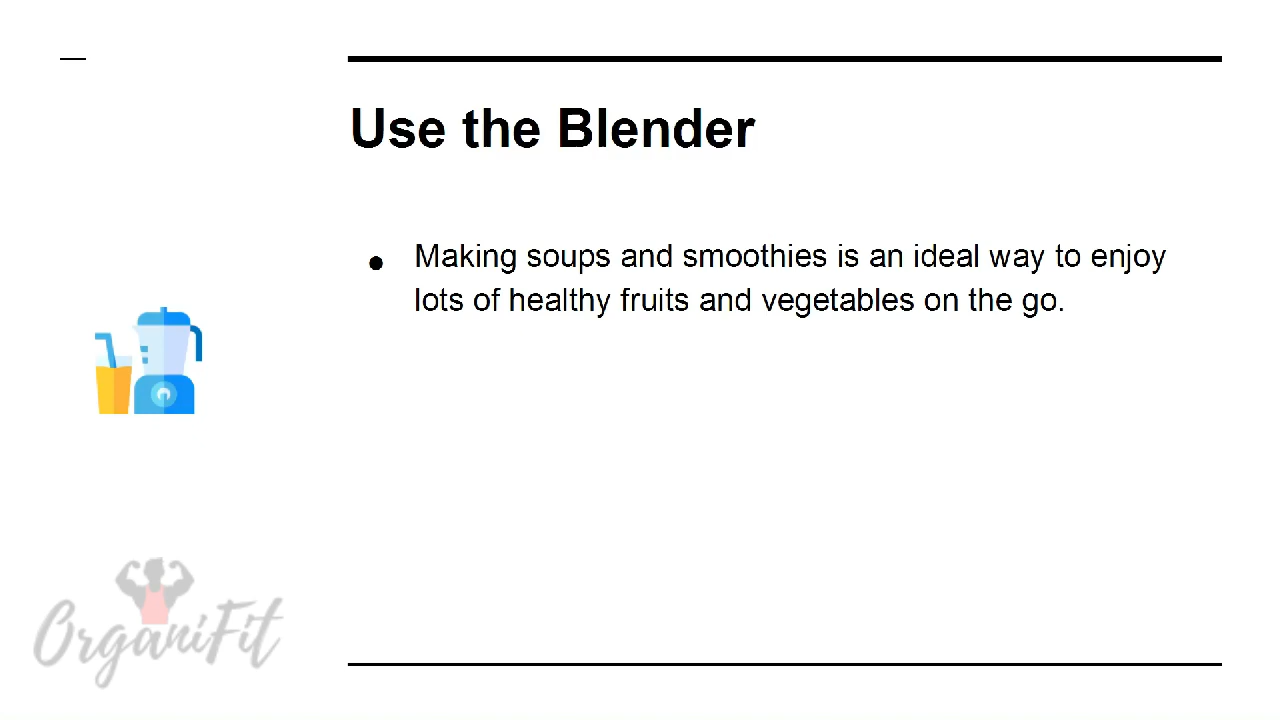 Use the Blender
● Making soups and smoothies is an ideal way to enjoy
lots of healthy fruits and vegetables on the go.
OrganiFit